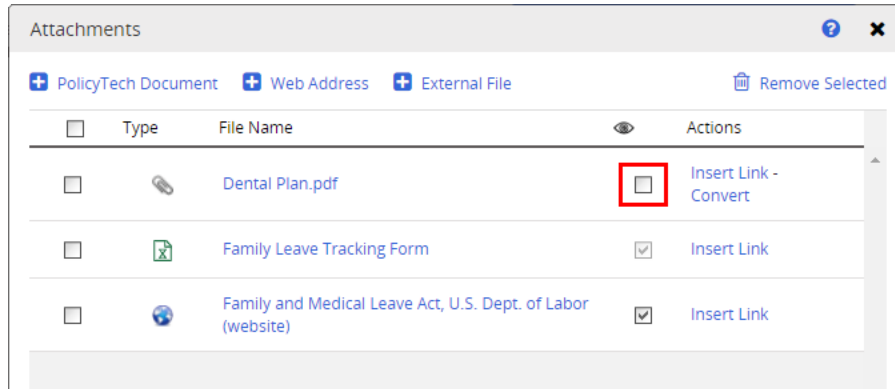 Attachments
PolicyTech Document Web Address External File Remove Selected
Type File Name Actions
Dental Plan.pdf Insert Link -
Convert
Family Leave Tracking Form Insert Link
Family and Medical Leave Act, U.S. Dept. of Labor
(website) Insert Link